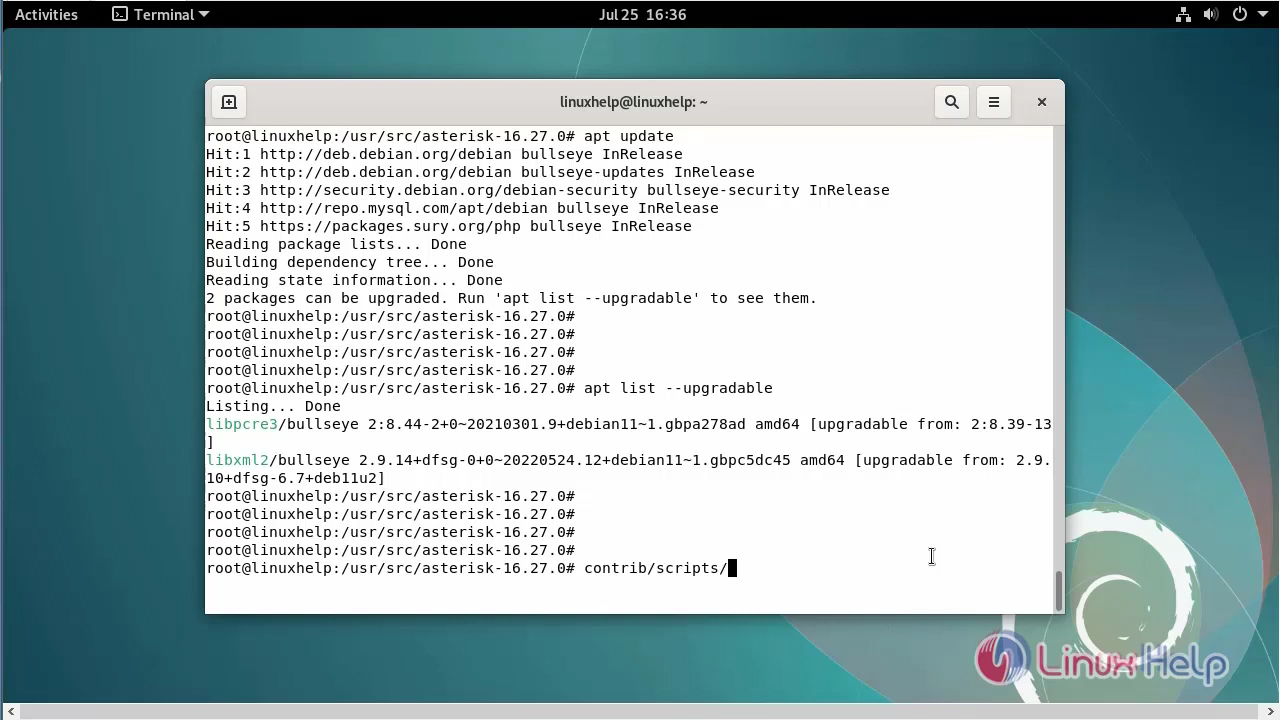 Activities Terminal Jul 25 16:36
linuxhelp@linuxhelp: ~
root@linuxhelp:/usr/src/asterisk-16.27.0# apt update
Hit:1 http://deb.debian.org/debian bullseye InRelease
Hit:2 http://deb.debian.org/debian bullseye-updates InRelease
Hit:3 http://security.debian.org/debian-security bullseye-security InRelease
Hit:4 http://repo.mysql.com/apt/debian bullseye InRelease
Hit:5 https://packages.sury.org/php bullseye InRelease
Reading package lists... Done
Building dependency tree... Done
Reading state information... Done
2 packages can be upgraded. Run 'apt list --upgradable' to see them.
root@linuxhelp:/usr/src/asterisk-16.27.0#
root@linuxhelp:/usr/src/asterisk-16.27.0#
root@linuxhelp:/usr/src/asterisk-16.27.0#
root@linuxhelp:/usr/src/asterisk-16.27.0#
root@linuxhelp:/usr/src/asterisk-16.27.0# apt list --upgradable
Listing... Done
libpcre3/bullseye 2:8.44-2+0~20210301.9+debian11~1.gbpa278ad amd64 [upgradable from: 2:8.39-13
]
libxml2/bullseye 2.9.14+dfsg-0+0~20220524.12+debian11~1.gbpc5dc45 amd64 [upgradable from: 2.9.
10+dfsg-6.7+deb11u2]
root@linuxhelp:/usr/src/asterisk-16.27.0#
root@linuxhelp:/usr/src/asterisk-16.27.0#
root@linuxhelp:/usr/src/asterisk-16.27.0#
root@linuxhelp:/usr/src/asterisk-16.27.0#
root@linuxhelp:/usr/src/asterisk-16.27.0# contrib/scripts/
Linux Help